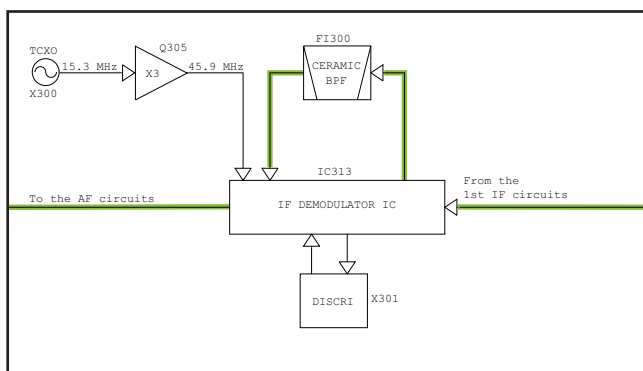 Q305
FI300
TCXO
15.3 MHz
X3
45.9 MHz
CERAMIC
BPF
X300
IC313
From the
1st IF circuits
To the AF circuits
IF DEMODULATOR IC
DISCRI
X301